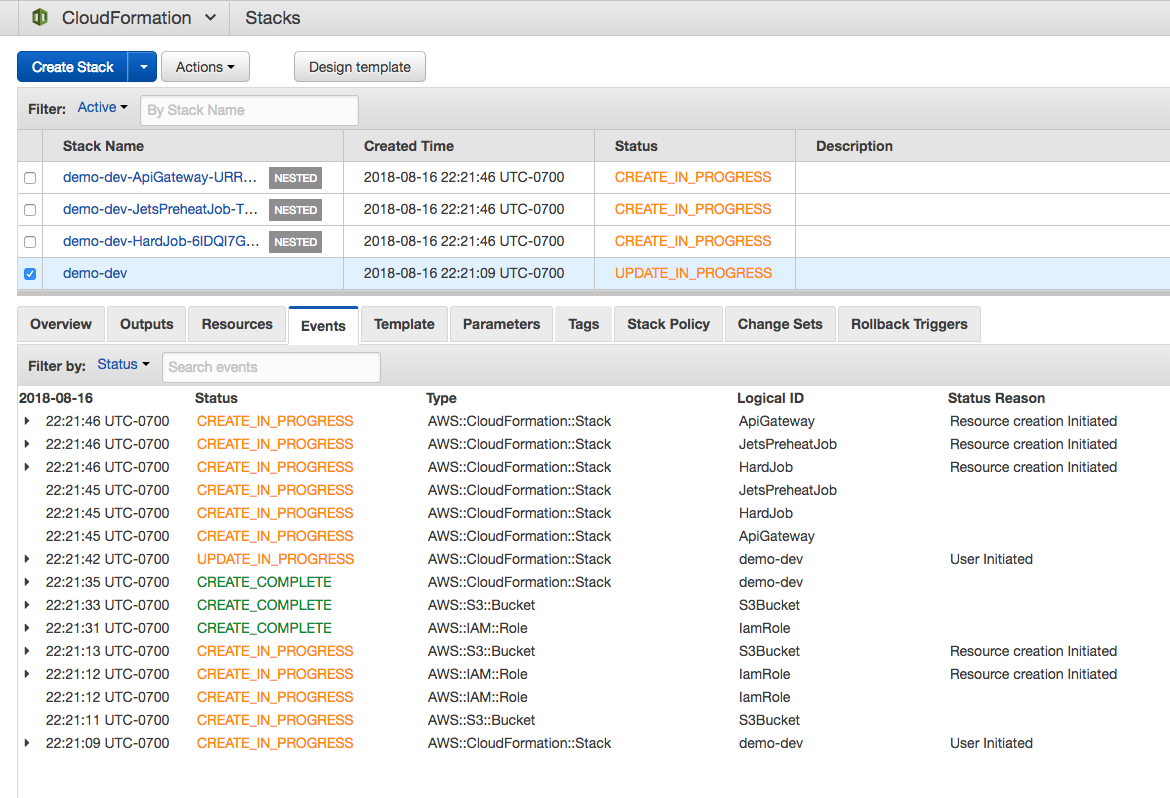 CloudFormation Stacks
Create Stack Actions Design template
Filter: Active By Stack Name
Stack Name Created Time Status Description
demo-dev-ApiGateway-URR... NESTED 2018-08-16 22:21:46 UTC-0700 CREATE_IN_PROGRESS
demo-dev-JetsPreheatJob-T... NESTED 2018-08-16 22:21:46 UTC-0700 CREATE_IN_PROGRESS
demo-dev-HardJob-6IDQI7G... NESTED 2018-08-16 22:21:46 UTC-0700 CREATE_IN_PROGRESS
demo-dev 2018-08-16 22:21:09 UTC-0700 UPDATE_IN_PROGRESS
Overview Outputs Resources Events Template Parameters Tags Stack Policy Change Sets Rollback Triggers
Filter by: Status Search events
2018-08-16 Status Type Logical ID Status Reason
22:21:46 UTC-0700 CREATE_IN_PROGRESS AWS::CloudFormation::Stack ApiGateway Resource creation Initiated
22:21:46 UTC-0700 CREATE_IN_PROGRESS AWS::CloudFormation::Stack JetsPreheatJob Resource creation Initiated
22:21:46 UTC-0700 CREATE_IN_PROGRESS AWS::CloudFormation::Stack HardJob Resource creation Initiated
22:21:45 UTC-0700 CREATE_IN_PROGRESS AWS::CloudFormation::Stack JetsPreheatJob
22:21:45 UTC-0700 CREATE_IN_PROGRESS AWS::CloudFormation::Stack HardJob
22:21:45 UTC-0700 CREATE_IN_PROGRESS AWS::CloudFormation::Stack ApiGateway
22:21:42 UTC-0700 UPDATE_IN_PROGRESS AWS::CloudFormation::Stack demo-dev User Initiated
22:21:35 UTC-0700 CREATE_COMPLETE AWS::CloudFormation::Stack demo-dev
22:21:33 UTC-0700 CREATE_COMPLETE AWS::S3::Bucket S3Bucket
22:21:31 UTC-0700 CREATE_COMPLETE AWS::IAM::Role IamRole
22:21:13 UTC-0700 CREATE_IN_PROGRESS AWS::S3::Bucket S3Bucket Resource creation Initiated
22:21:12 UTC-0700 CREATE_IN_PROGRESS AWS::IAM::Role IamRole Resource creation Initiated
22:21:12 UTC-0700 CREATE_IN_PROGRESS AWS::IAM::Role IamRole
22:21:11 UTC-0700 CREATE_IN_PROGRESS AWS::S3::Bucket S3Bucket
22:21:09 UTC-0700 CREATE_IN_PROGRESS AWS::CloudFormation::Stack demo-dev User Initiated